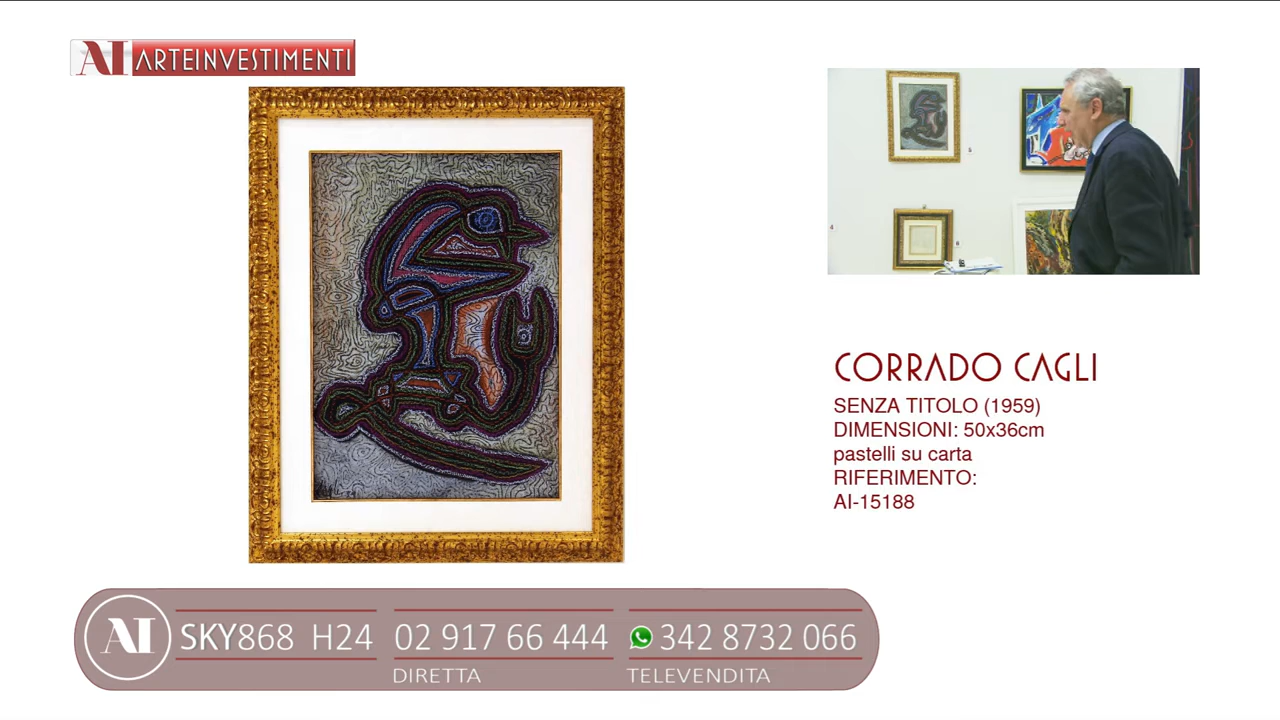 AI ARTEINVESTIMENTI
CORRADO CAGLI
SENZA TITOLO (1959)
DIMENSIONI: 50x36cm
pastelli su carta
RIFERIMENTO:
AI-15188
AI SKY868 H24 02 917 66 444 342 8732 066
DIRETTA TELEVENDITA